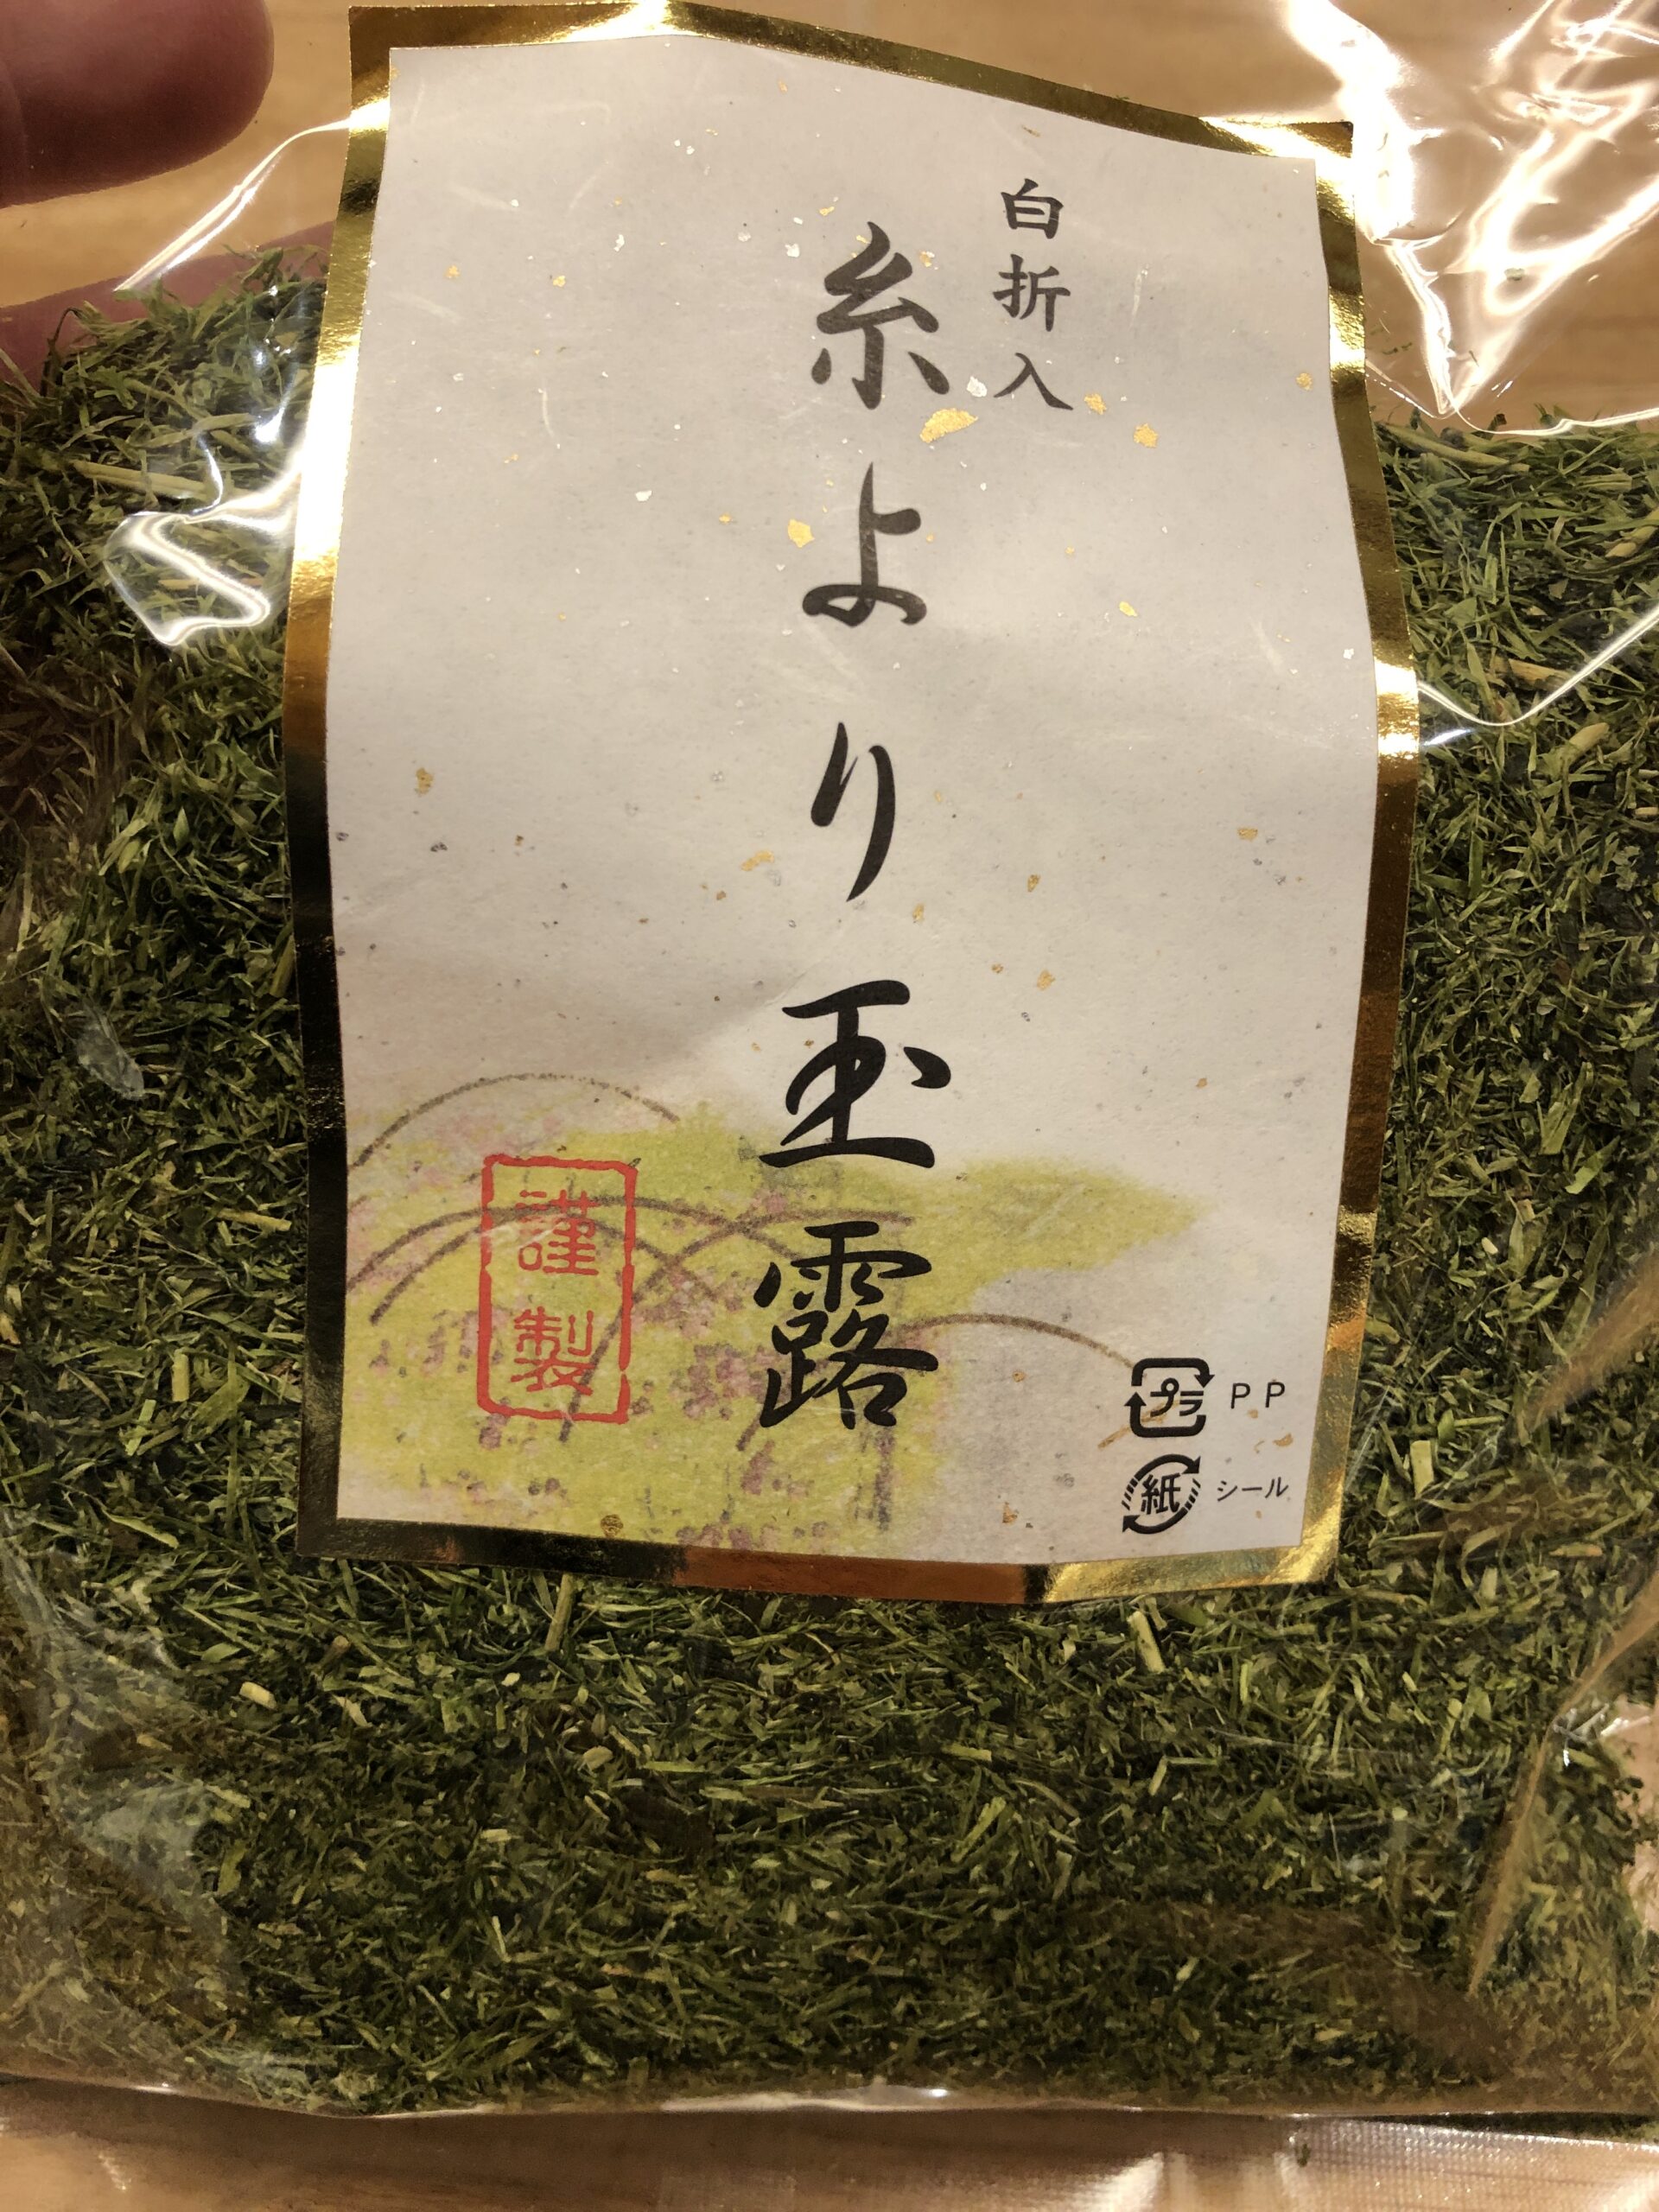 白折入
糸より玉露
謹製
プラ PP
紙 シール